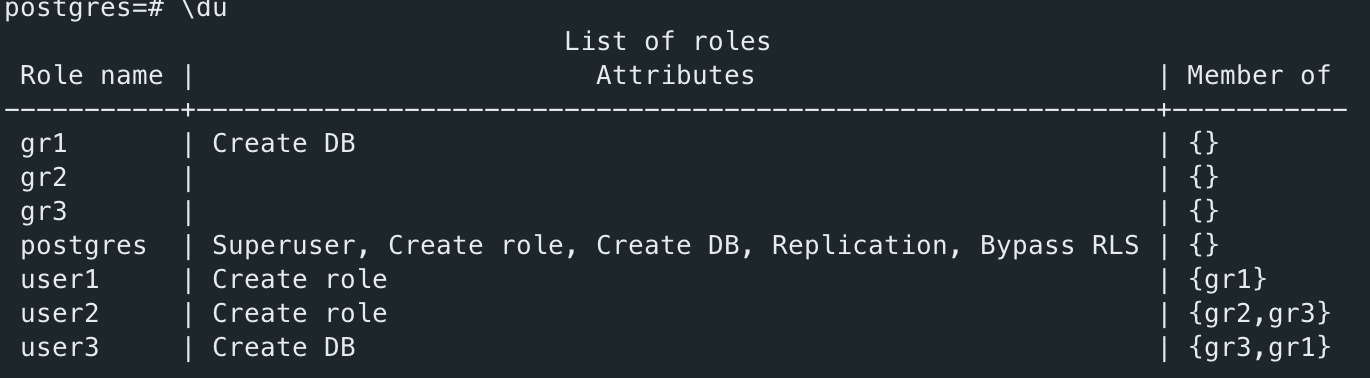 postgres=# \du
                                   List of roles
 Role name |                         Attributes                         | Member of
-----------+------------------------------------------------------------+-----------
 gr1       | Create DB                                                  | {}
 gr2       |                                                            | {}
 gr3       |                                                            | {}
 postgres  | Superuser, Create role, Create DB, Replication, Bypass RLS | {}
 user1     | Create role                                                | {gr1}
 user2     | Create role                                                | {gr2,gr3}
 user3     | Create DB                                                  | {gr3,gr1}